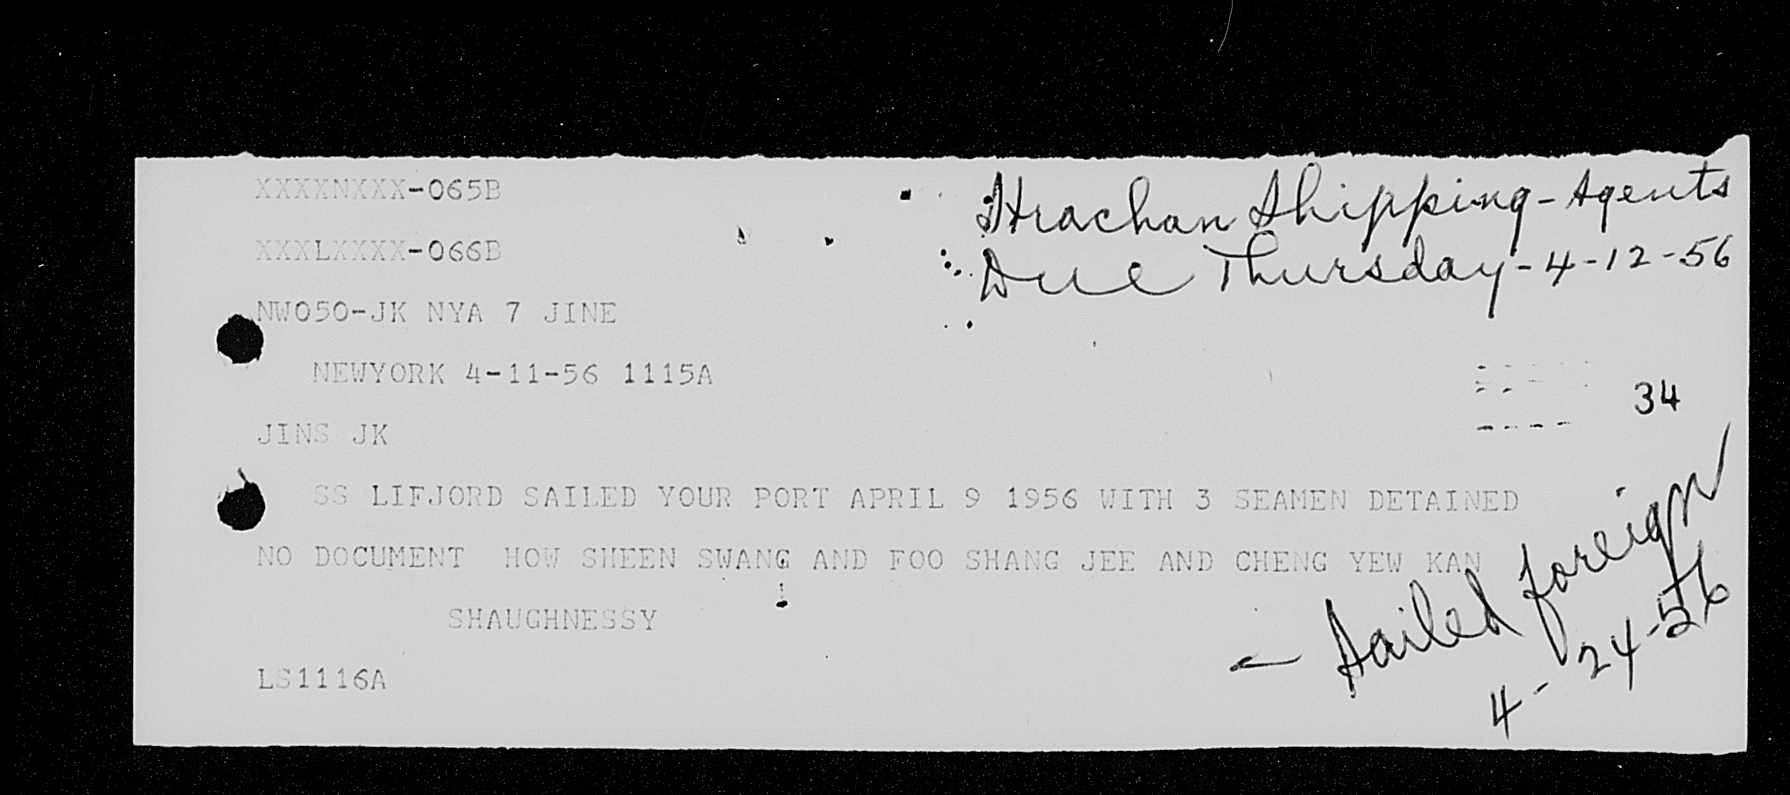 XXXXNXXX-065B
Strachan Shipping - Agents
XXXLXXXX-066B
Due Thursday - 4-12-56
NW050-JK NYA 7 JINE
NEWYORK 4-11-56 1115A
34
JINS JK
SS LIFJORD SAILED YOUR PORT APRIL 9 1956 WITH 3 SEAMEN DETAINED
NO DOCUMENT HOW SHEEN SWANG AND FOO SHANG JEE AND CHENG YEW KAN
SHAUGHNESSY
LS1116A
— Sailed foreign
4-24-56